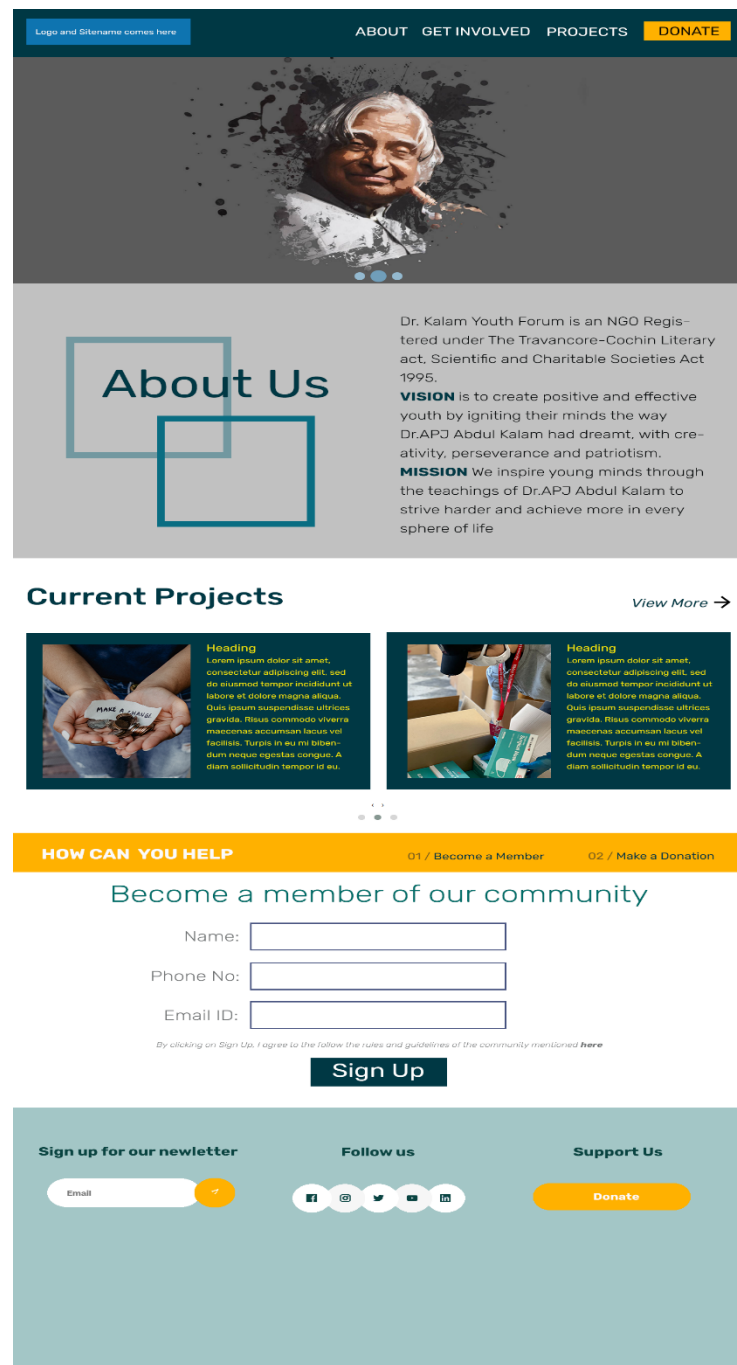 Logo and Sitename comes here
ABOUT GET INVOLVED PROJECTS DONATE
About Us
Dr. Kalam Youth Forum is an NGO Regis-
tered under The Travancore-Cochin Literary
act, Scientific and Charitable Societies Act
1995.
VISION is to create positive and effective
youth by igniting their minds the way
Dr.APJ Abdul Kalam had dreamt, with cre-
ativity, perseverance and patriotism.
MISSION We inspire young minds through
the teachings of Dr.APJ Abdul Kalam to
strive harder and achieve more in every
sphere of life
Current Projects
View More →
MAKE A CHANGE
Heading
Lorem ipsum dolor sit amet,
consectetur adipiscing elit, sed
do eiusmod tempor incididunt ut
labore et dolore magna aliqua.
Quis ipsum suspendisse ultrices
gravida. Risus commodo viverra
maecenas accumsan lacus vel
facilisis. Turpis in eu mi biben-
dum neque egestas congue. A
diam sollicitudin tempor id eu.
Heading
Lorem ipsum dolor sit amet,
consectetur adipiscing elit, sed
do eiusmod tempor incididunt ut
labore et dolore magna aliqua.
Quis ipsum suspendisse ultrices
gravida. Risus commodo viverra
maecenas accumsan lacus vel
facilisis. Turpis in eu mi biben-
dum neque egestas congue. A
diam sollicitudin tempor id eu.
‹ ›
HOW CAN YOU HELP
01 / Become a Member
02 / Make a Donation
Become a member of our community
Name:
Phone No:
Email ID:
By clicking on Sign Up, I agree to the follow the rules and guidelines of the community mentioned here
Sign Up
Sign up for our newletter
Email
Follow us
Support Us
Donate